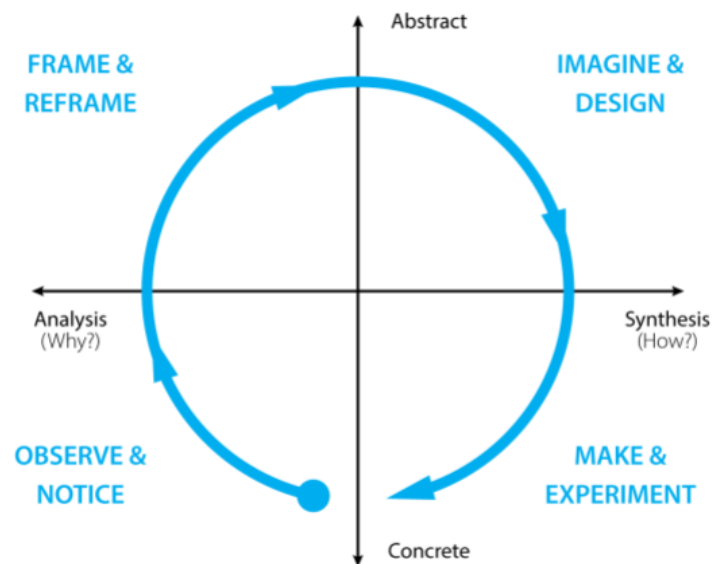 Abstract
FRAME &
REFRAME
IMAGINE &
DESIGN
Analysis
(Why?)
Synthesis
(How?)
OBSERVE &
NOTICE
MAKE &
EXPERIMENT
Concrete